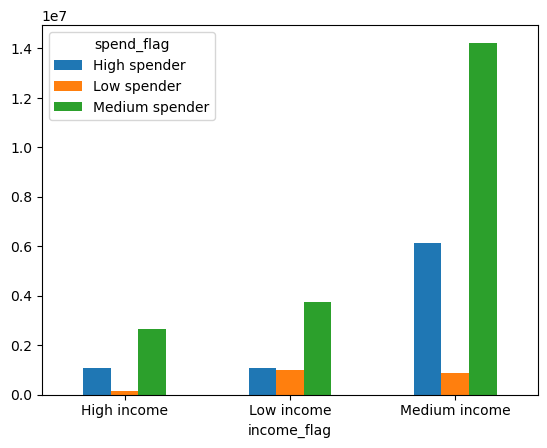 1e7
spend_flag
High spender
Low spender
Medium spender
1.4
1.2
1.0
0.8
0.6
0.4
0.2
0.0
High income Low income Medium income
income_flag